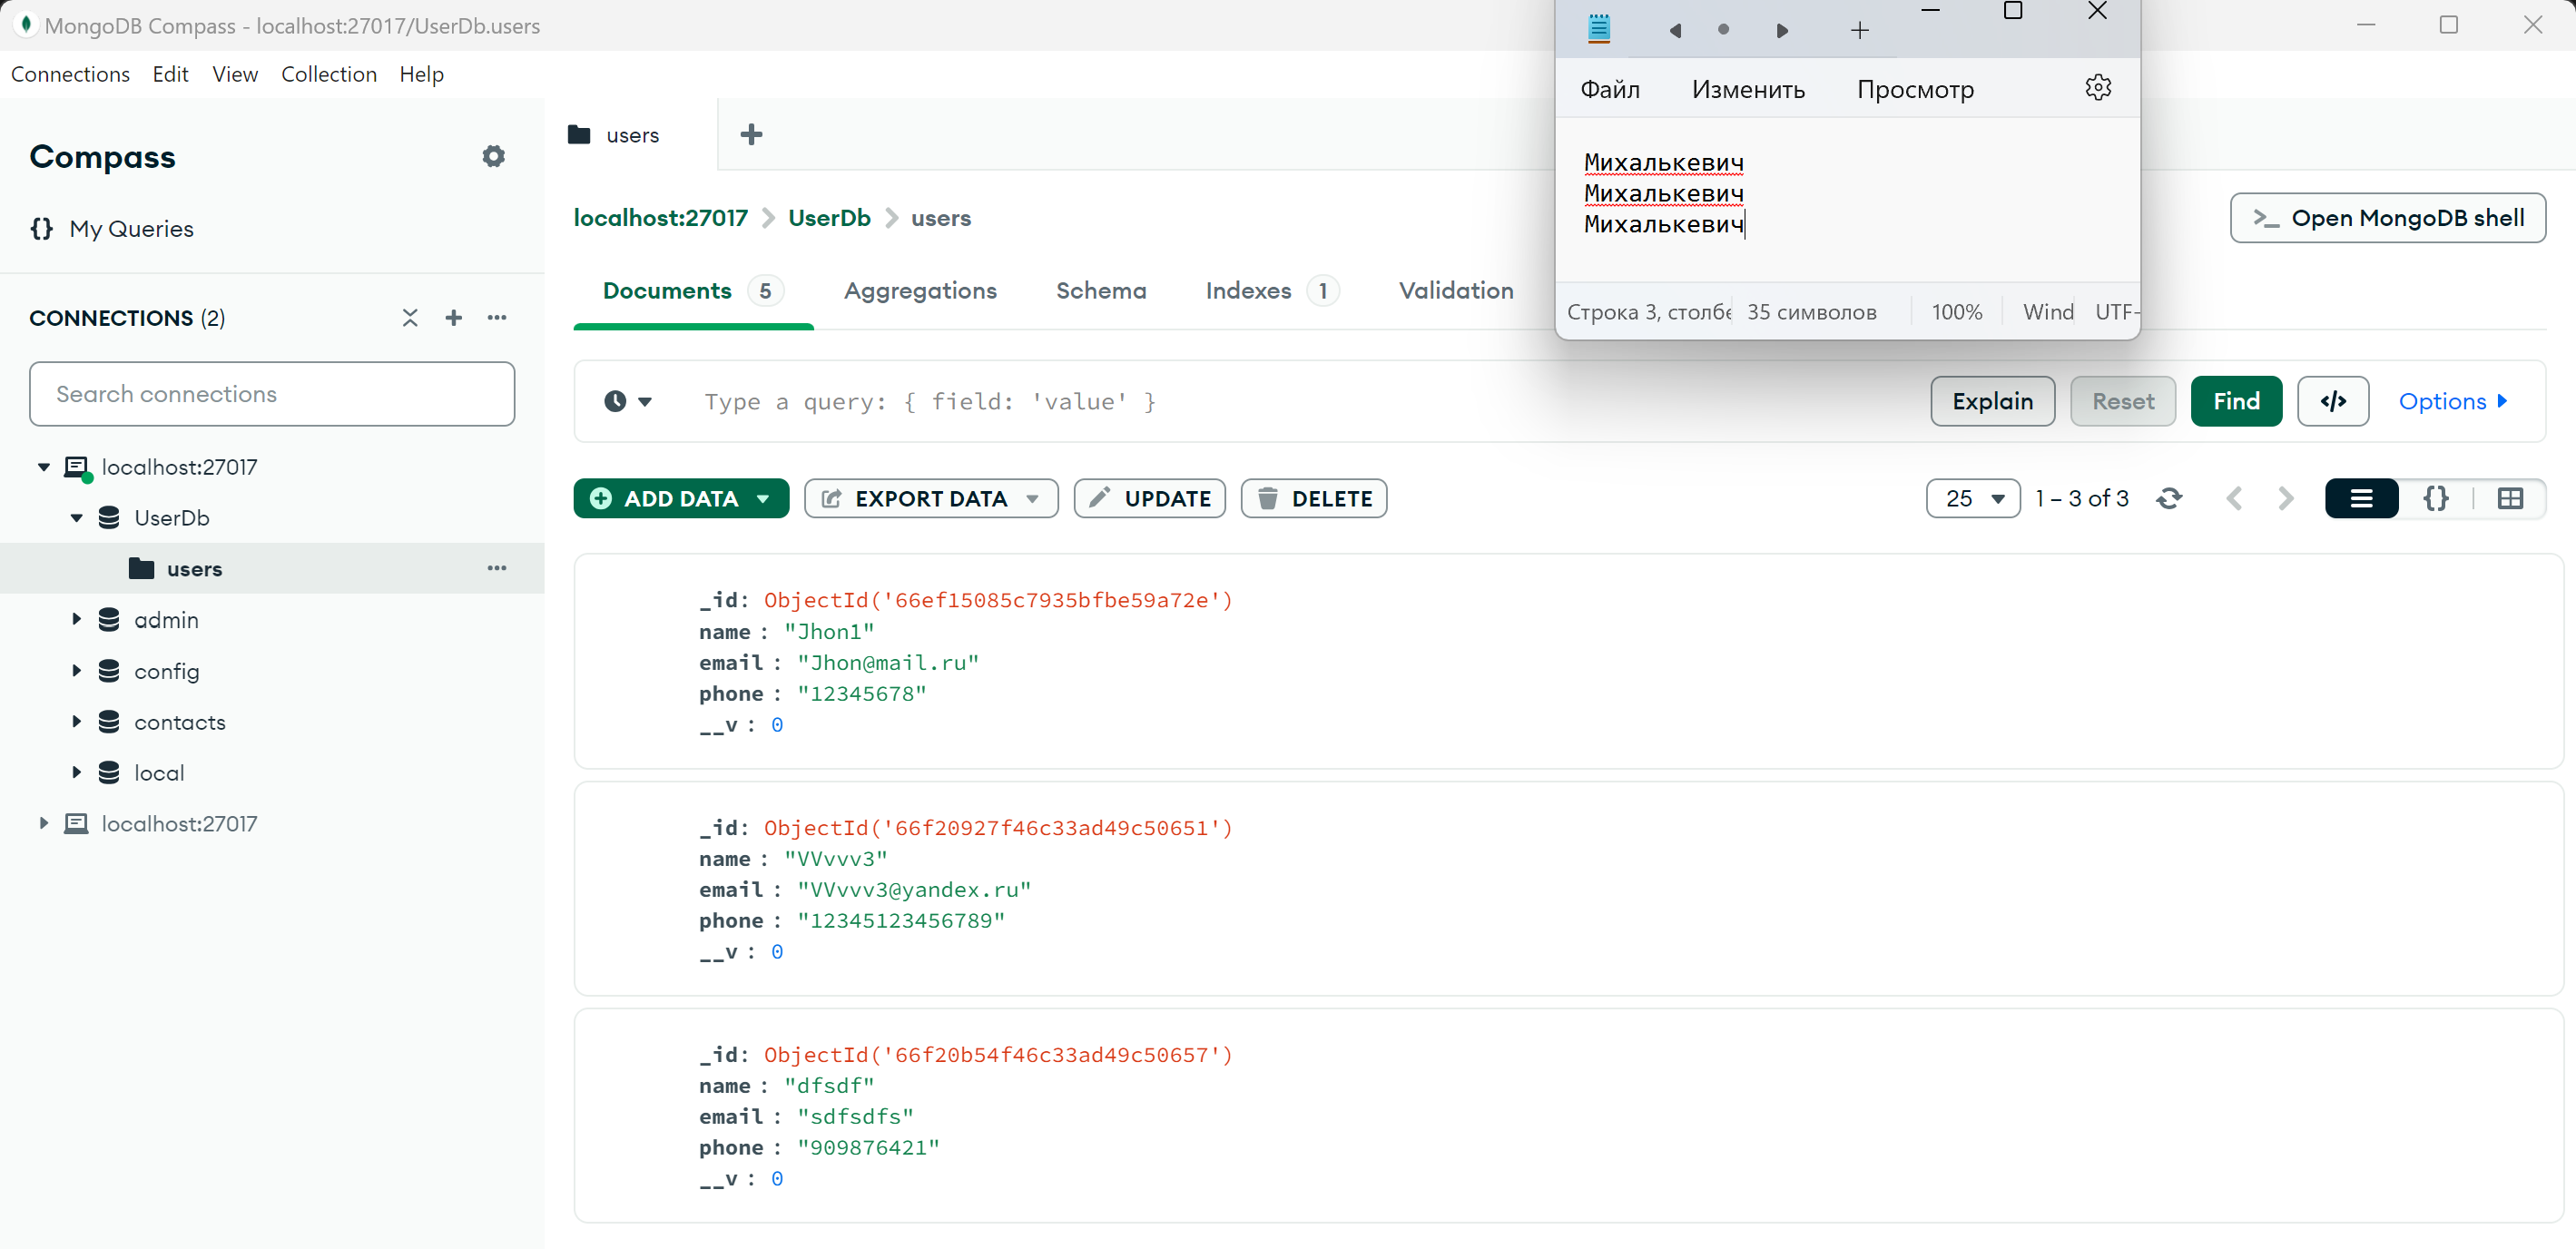 MongoDB Compass - localhost:27017/UserDb.users
Connections Edit View Collection Help
Compass
{} My Queries
CONNECTIONS (2)
Search connections
localhost:27017
UserDb
users
admin
config
contacts
local
localhost:27017
users
localhost:27017 > UserDb > users
>_ Open MongoDB shell
Documents 5 Aggregations Schema Indexes 1 Validation
Файл Изменить Просмотр
Михалькевич
Михалькевич
Михалькевич
Строка 3, столбе 35 символов 100% Wind UTF-
Type a query: { field: 'value' }
Explain Reset Find </> Options
ADD DATA EXPORT DATA UPDATE DELETE
25 1 – 3 of 3 {}
_id: ObjectId('66ef15085c7935bfbe59a72e')
name : "Jhon1"
email : "Jhon@mail.ru"
phone : "12345678"
__v : 0
_id: ObjectId('66f20927f46c33ad49c50651')
name : "VVvvv3"
email : "VVvvv3@yandex.ru"
phone : "12345123456789"
__v : 0
_id: ObjectId('66f20b54f46c33ad49c50657')
name : "dfsdf"
email : "sdfsdfs"
phone : "909876421"
__v : 0